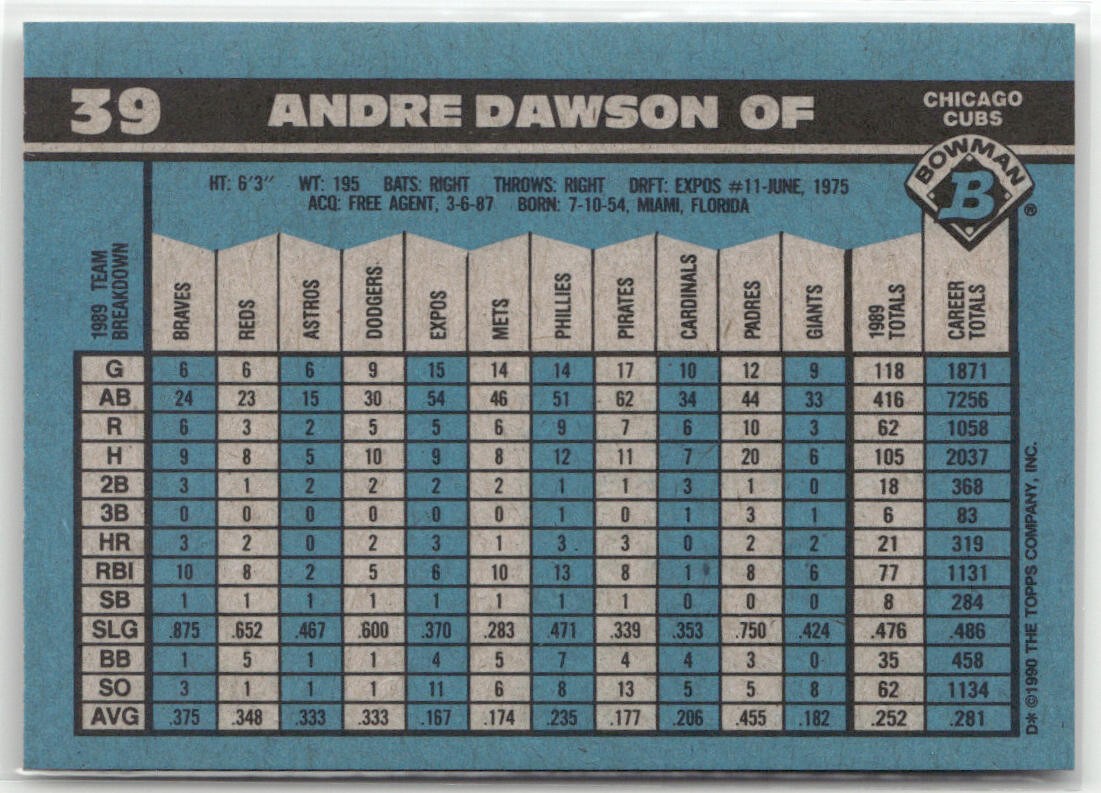 39 ANDRE DAWSON OF CHICAGO CUBS
BOWMAN
B
®
HT: 6'3" WT: 195 BATS: RIGHT THROWS: RIGHT DRFT: EXPOS #11-JUNE, 1975
ACQ: FREE AGENT, 3-6-87 BORN: 7-10-54, MIAMI, FLORIDA
1989 TEAM BREAKDOWN BRAVES REDS ASTROS DODGERS EXPOS METS PHILLIES PIRATES CARDINALS PADRES GIANTS 1989 TOTALS CAREER TOTALS
G 6 6 6 9 15 14 14 17 10 12 9 118 1871
AB 24 23 15 30 54 46 51 62 34 44 33 416 7256
R 6 3 2 5 5 6 9 7 6 10 3 62 1058
H 9 8 5 10 9 8 12 11 7 20 6 105 2037
2B 3 1 2 2 2 2 1 1 3 1 0 18 368
3B 0 0 0 0 0 0 1 0 1 3 1 6 83
HR 3 2 0 2 3 1 3 3 0 2 2 21 319
RBI 10 8 2 5 6 10 13 8 1 8 6 77 1131
SB 1 1 1 1 1 1 1 1 0 0 0 8 284
SLG .875 .652 .467 .600 .370 .283 .471 .339 .353 .750 .424 .476 .486
BB 1 5 1 1 4 5 7 4 4 3 0 35 458
SO 3 1 1 1 11 6 8 13 5 5 8 62 1134
AVG .375 .348 .333 .333 .167 .174 .235 .177 .206 .455 .182 .252 .281
D* ©1990 THE TOPPS COMPANY, INC.